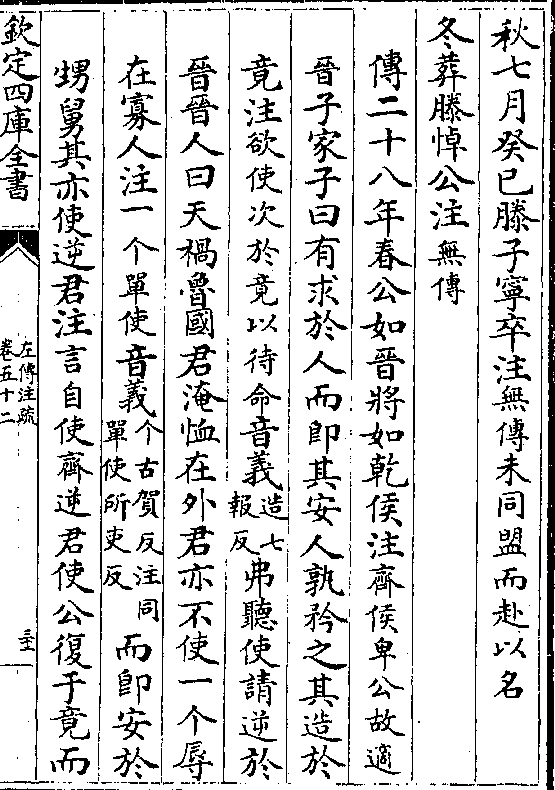 秋七月癸巳滕子寧卒注無傳未同盟而赴以名
冬葬滕悼公注無傳
傳二十八年春公如晉將如乾侯注齊侯卑公故適
晉子家子曰有求於人而即其安人孰矜之其造於
竟注欲使次於竟以待命音義造七報反弗聽使請逆於
晉晉人曰天禍魯國君淹恤在外君亦不使一个辱
在寡人注一个單使音義个古賀反注同單使所吏反而即安於
甥舅其亦使逆君注言自使齊逆君使公復于竟而
欽定四庫全書
左傳注疏
卷五十二